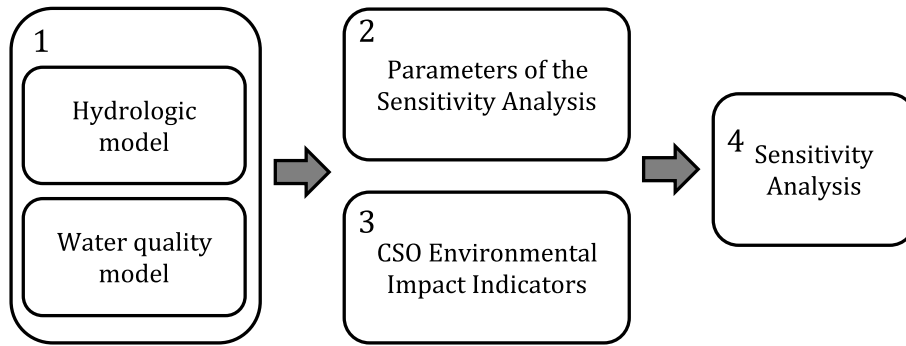 1
Hydrologic
model
Water quality
model
2
Parameters of the
Sensitivity Analysis
3
CSO Environmental
Impact Indicators
4
Sensitivity
Analysis